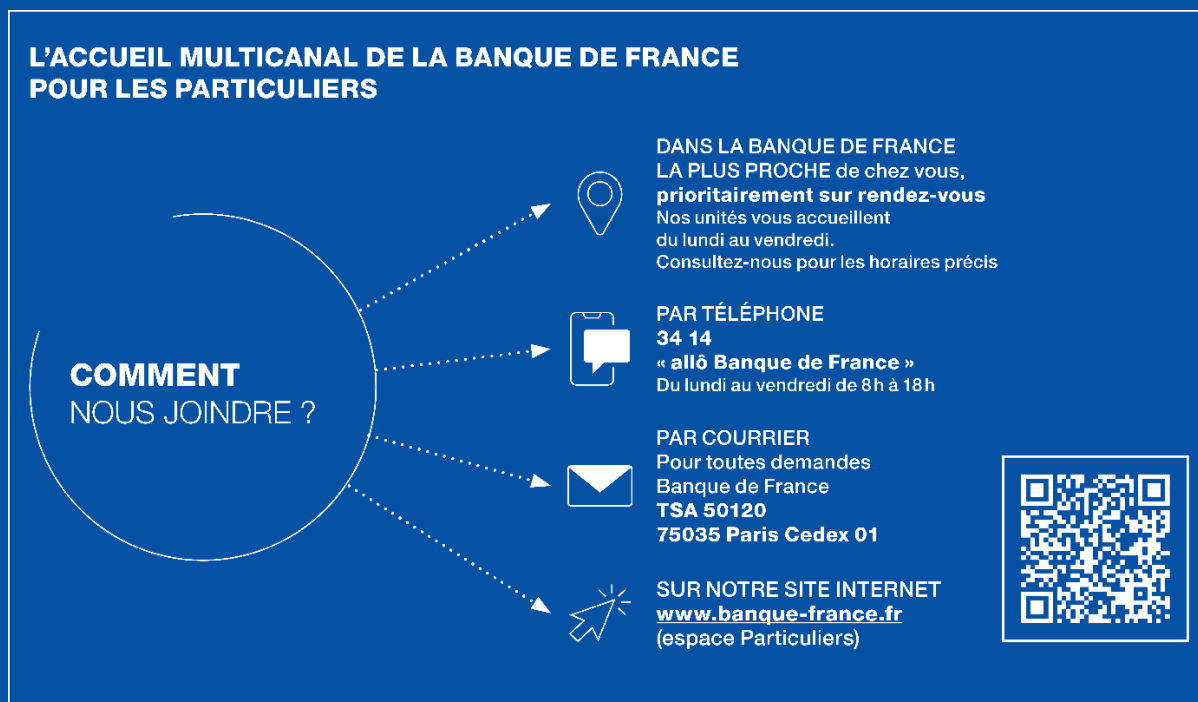 L'ACCUEIL MULTICANAL DE LA BANQUE DE FRANCE
POUR LES PARTICULIERS
COMMENT
NOUS JOINDRE ?
DANS LA BANQUE DE FRANCE
LA PLUS PROCHE de chez vous,
prioritairement sur rendez-vous
Nos unités vous accueillent
du lundi au vendredi.
Consultez-nous pour les horaires précis
PAR TÉLÉPHONE
34 14
« allô Banque de France »
Du lundi au vendredi de 8h à 18h
PAR COURRIER
Pour toutes demandes
Banque de France
TSA 50120
75035 Paris Cedex 01
SUR NOTRE SITE INTERNET
www.banque-france.fr
(espace Particuliers)